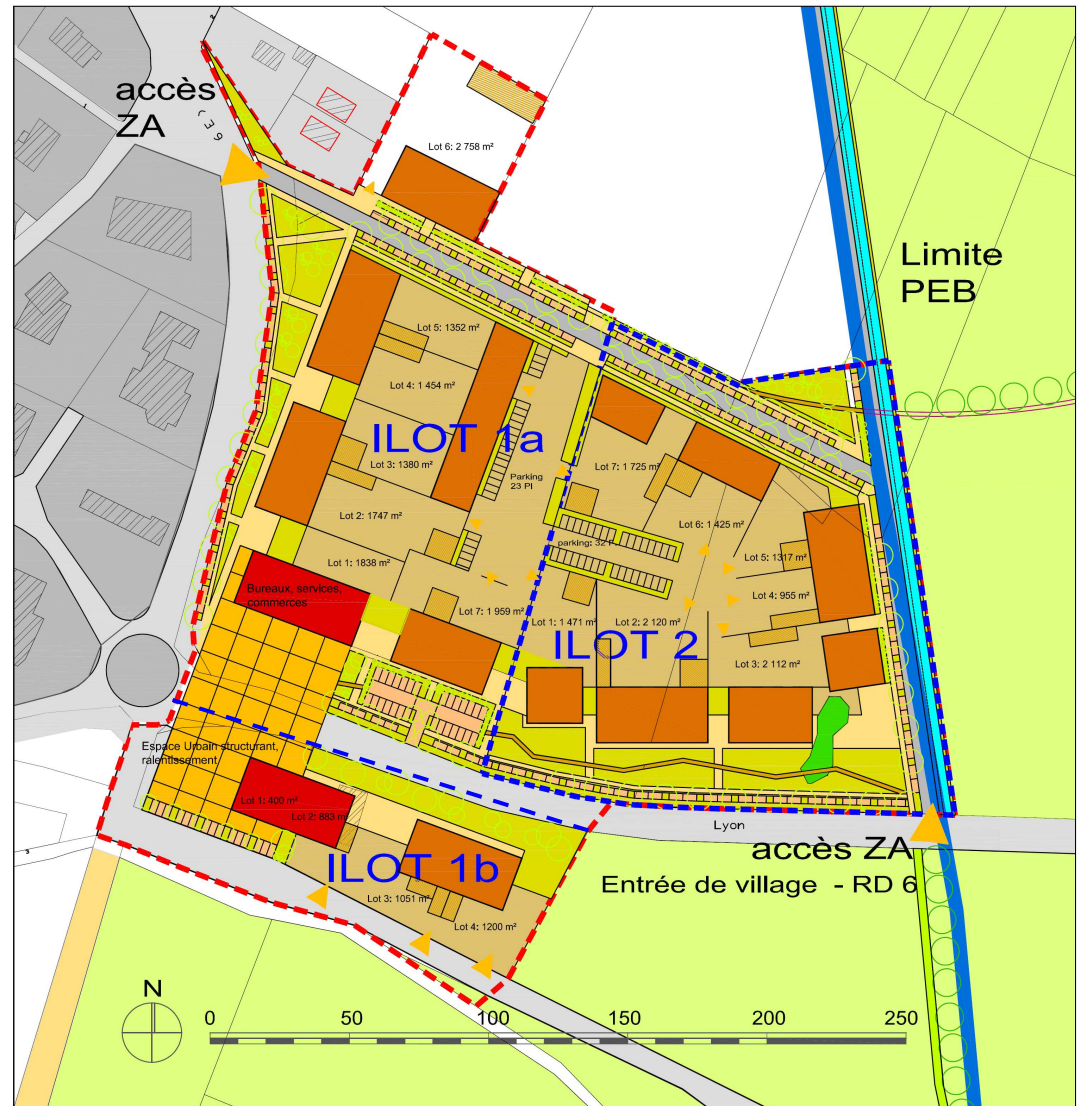 accès
ZA
( 3 9
Lot 6: 2 758 m²
Limite
PEB
Lot 5: 1352 m²
Lot 4: 1 454 m²
ILOT 1a
Lot 3: 1380 m²
Parking
23 Pl
Lot 7: 1 725 m²
Lot 2: 1747 m²
Lot 6: 1 425 m²
parking: 32 P
Lot 1: 1838 m²
Lot 5: 1317 m²
Bureaux, services,
commerces
Lot 4: 955 m²
Lot 7: 1 959 m²
Lot 1: 1 471 m²
Lot 2: 2 120 m²
ILOT 2
Lot 3: 2 112 m²
Espace Urbain structurant,
ralentissement
Lot 1: 400 m²
Lot 2: 883 m²
Lyon
accès ZA
Entrée de village - RD 6
ILOT 1b
Lot 3: 1051 m²
Lot 4: 1200 m²
N
0 50 100 150 200 250